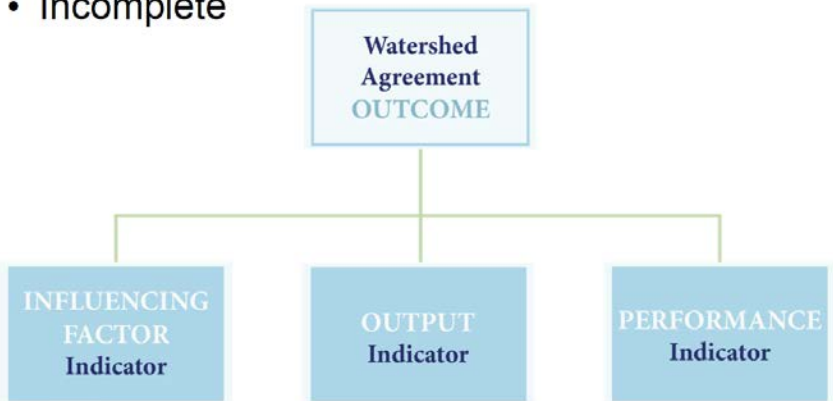 • Incomplete
Watershed
Agreement
OUTCOME
INFLUENCING
FACTOR
Indicator
OUTPUT
Indicator
PERFORMANCE
Indicator